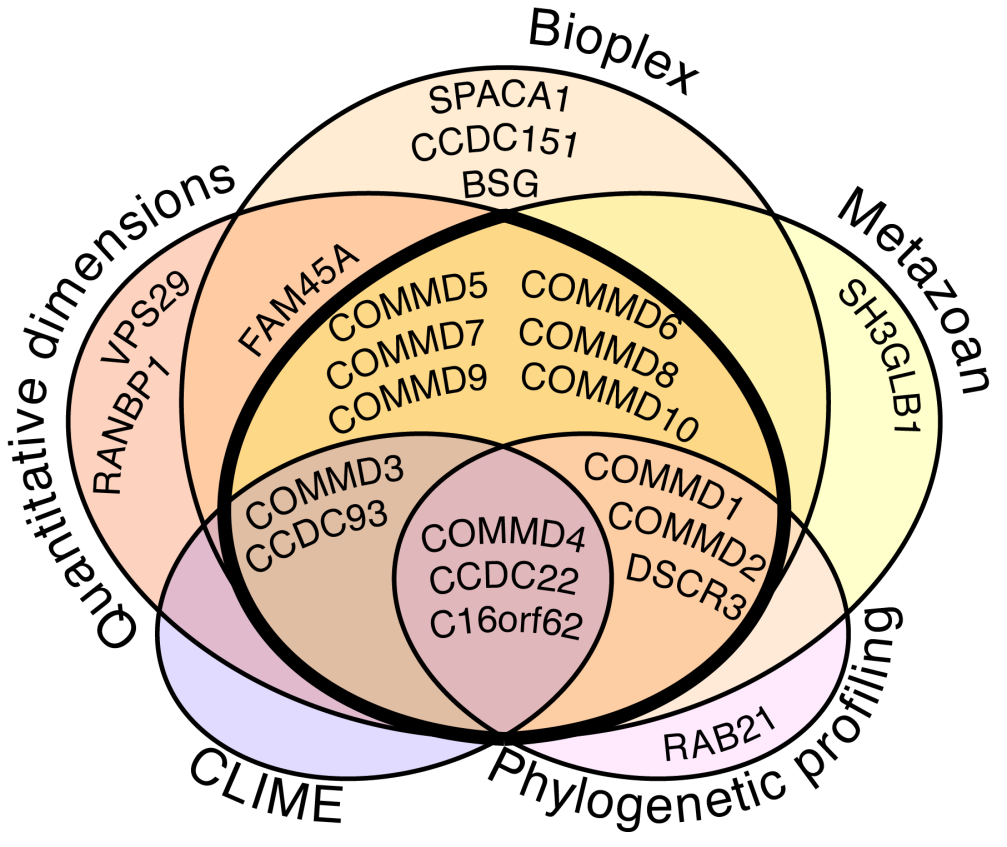 Bioplex
SPACA1
CCDC151
BSG
Quantitative dimensions
Metazoan
VPS29
RANBP1
FAM45A
SH3GLB1
COMMD5
COMMD7
COMMD9
COMMD6
COMMD8
COMMD10
COMMD3
CCDC93
COMMD4
CCDC22
C16orf62
COMMD1
COMMD2
DSCR3
RAB21
CLIME
Phylogenetic profiling